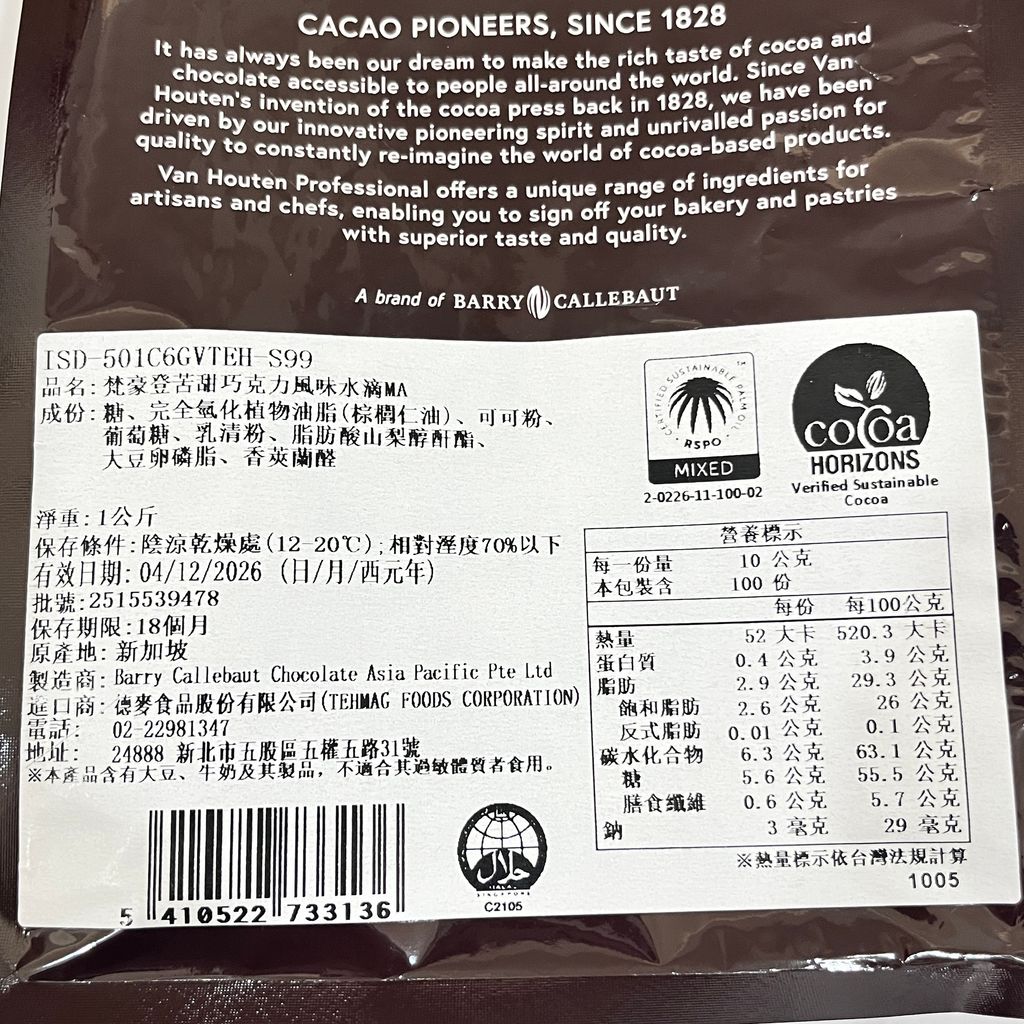 CACAO PIONEERS, SINCE 1828
It has always been our dream to make the rich taste of cocoa and
chocolate accessible to people all-around the world. Since Van
Houten's invention of the cocoa press back in 1828, we have been
driven by our innovative pioneering spirit and unrivalled passion for
quality to constantly re-imagine the world of cocoa-based products.
Van Houten Professional offers a unique range of ingredients for
artisans and chefs, enabling you to sign off your bakery and pastries
with superior taste and quality.
A brand of BARRY CALLEBAUT
ISD-501C6GVTEH-S99
品名:梵豪登苦甜巧克力風味水滴MA
成份:糖、完全氫化植物油脂(棕櫚仁油)、可可粉、
葡萄糖、乳清粉、脂肪酸山梨醇酐酯、
大豆卵磷脂、香莢蘭醛
CERTIFIED SUSTAINABLE PALM OIL
RSPO
TM
MIXED
2-0226-11-100-02
cocoa
HORIZONS
Verified Sustainable
Cocoa
淨重:1公斤
保存條件:陰涼乾燥處(12-20℃);相對溼度70%以下
有效日期:04/12/2026 (日/月/西元年)
批號:2515539478
保存期限:18個月
原產地:新加坡
製造商:Barry Callebaut Chocolate Asia Pacific Pte Ltd
進口商:德麥食品股份有限公司(TEHMAG FOODS CORPORATION)
電話: 02-22981347
地址: 24888 新北市五股區五權五路31號
※本產品含有大豆、牛奶及其製品，不適合其過敏體質者食用。
營養標示
每一份量 10 公克
本包裝含 100 份
每份 每100公克
熱量 52 大卡 520.3 大卡
蛋白質 0.4 公克 3.9 公克
脂肪 2.9 公克 29.3 公克
飽和脂肪 2.6 公克 26 公克
反式脂肪 0.01 公克 0.1 公克
碳水化合物 6.3 公克 63.1 公克
糖 5.6 公克 55.5 公克
膳食纖維 0.6 公克 5.7 公克
鈉 3 毫克 29 毫克
※熱量標示依台灣法規計算
1005
5 410522 733136
حلال
SINGAPORE
C2105